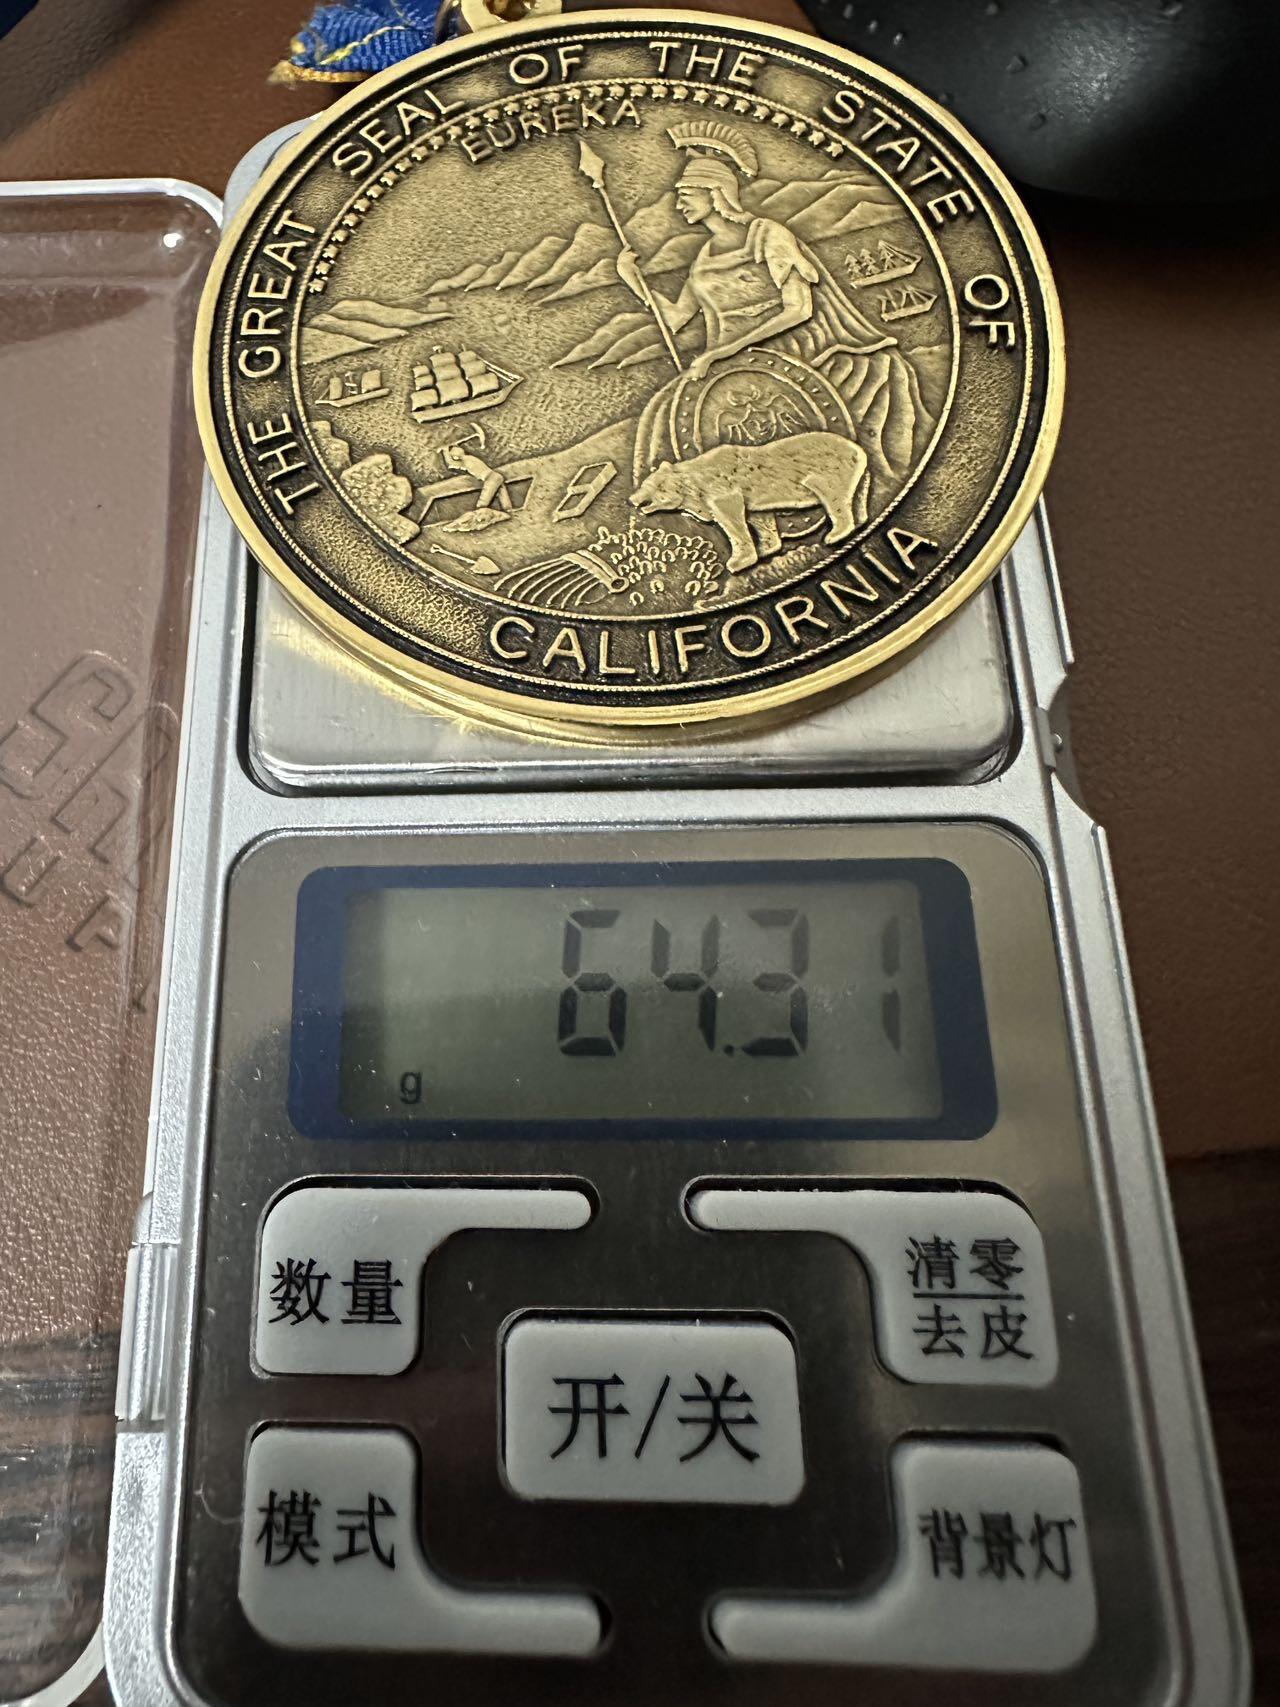 THE GREAT SEAL OF THE STATE OF CALIFORNIA
EUREKA
64.31
g
数量
清零
去皮
开/关
模式
背景灯